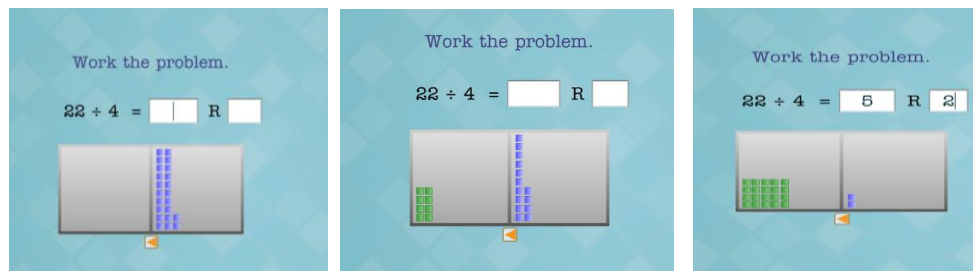 Work the problem.
22 ÷ 4 = R
Work the problem.
22 ÷ 4 = R
Work the problem.
22 ÷ 4 = 5 R 2